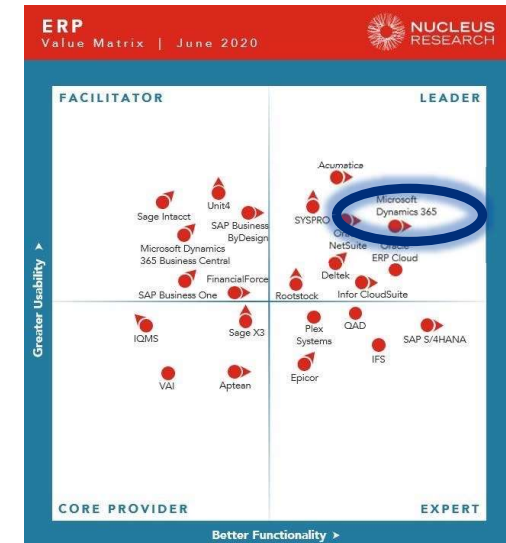 ERP
Value Matrix | June 2020
NUCLEUS
RESEARCH
FACILITATOR
LEADER
Acumatica
Microsoft
Dynamics 365
Unit4
Sage Intacct
SAP Business
ByDesign
SYSPRO
NetSuite
Oracle
ERP Cloud
Microsoft Dynamics
365 Business Central
Deltek
FinancialForce
SAP Business One
Rootstock
Infor CloudSuite
IQMS
Sage X3
Plex
Systems
QAD
SAP S/4HANA
IFS
VAI
Aptean
Epicor
CORE PROVIDER
EXPERT
Greater Usability >
Better Functionality >